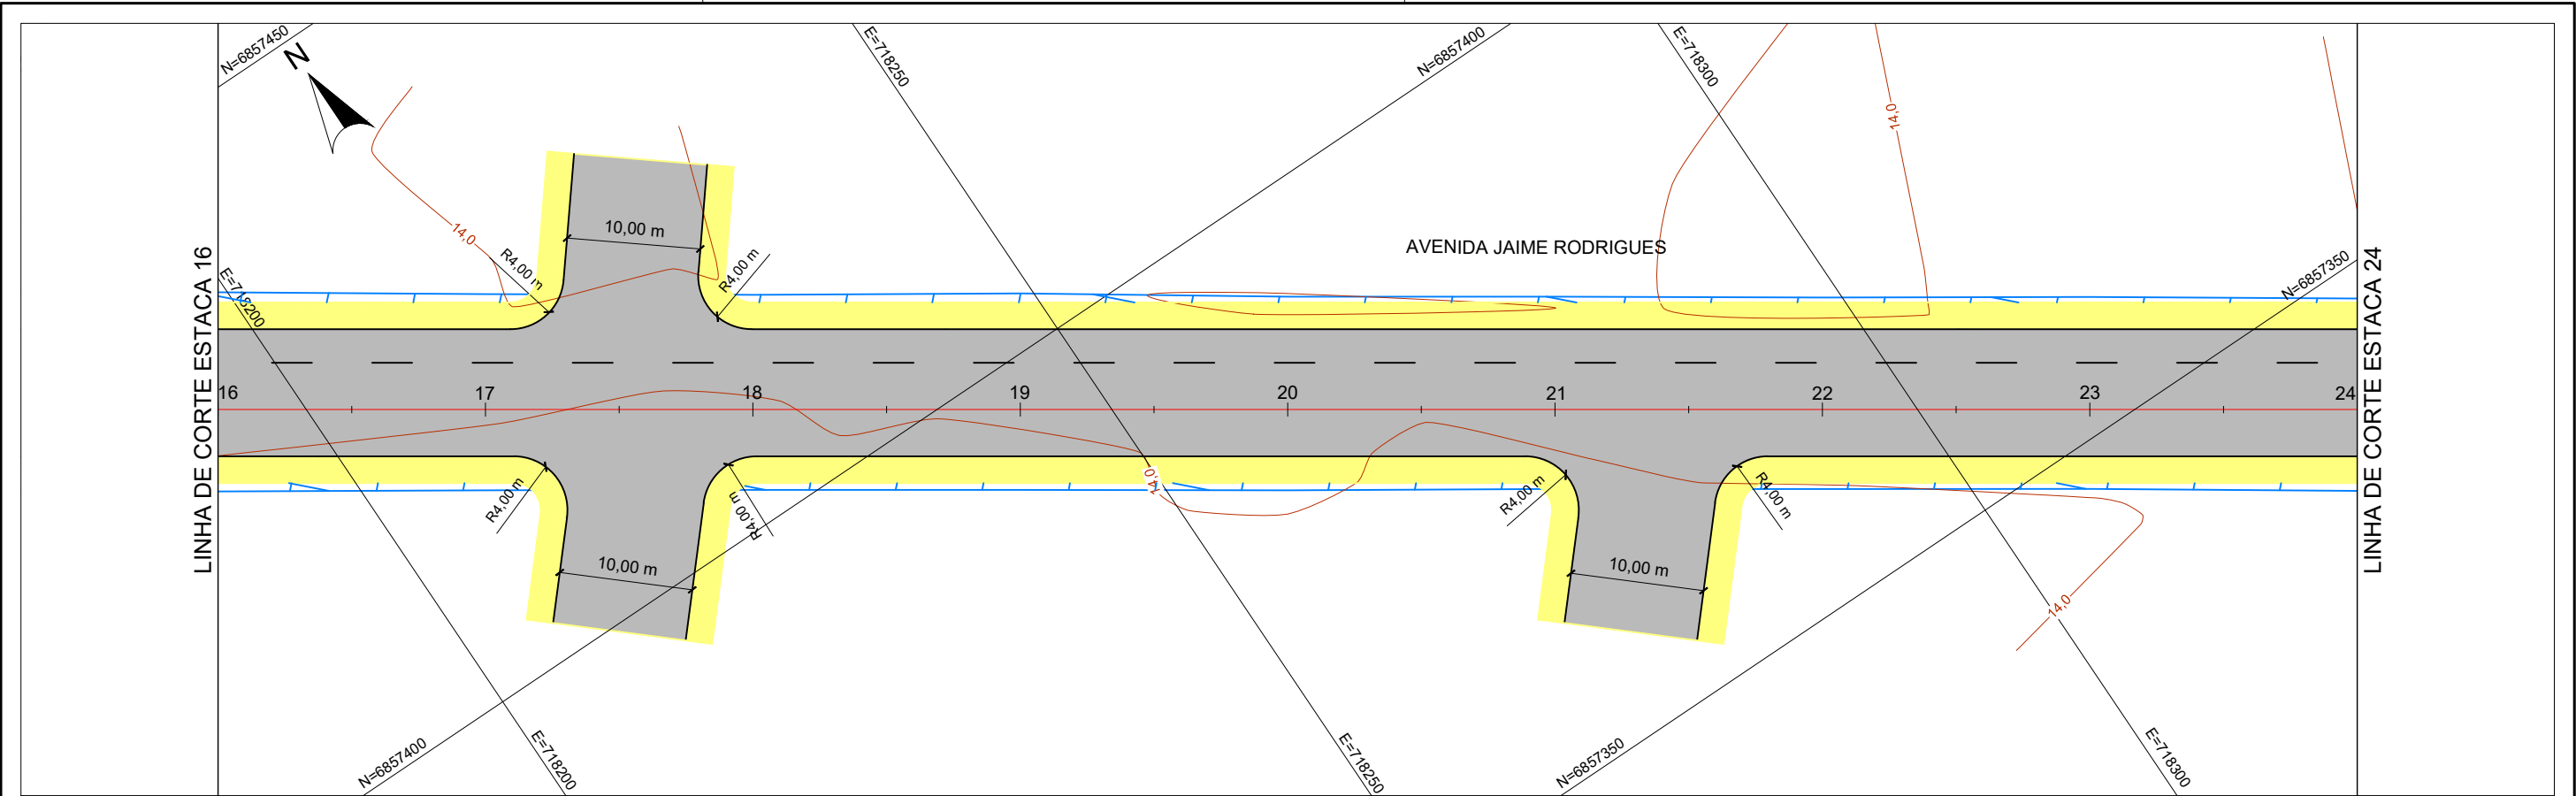 N=6857450
N
E=718250
N=6857400
E=718300
14,0
14,0
10,00 m
R4,00 m
R4,00 m
AVENIDA JAIME RODRIGUES
N=6857350
E=718200
LINHA DE CORTE ESTACA 16
LINHA DE CORTE ESTACA 24
16
17
18
19
20
21
22
23
24
R4,00 m
R4,00 m
14,0
R4,00 m
R4,00 m
10,00 m
10,00 m
14,0
N=6857400
E=718200
E=718250
N=6857350
E=718300